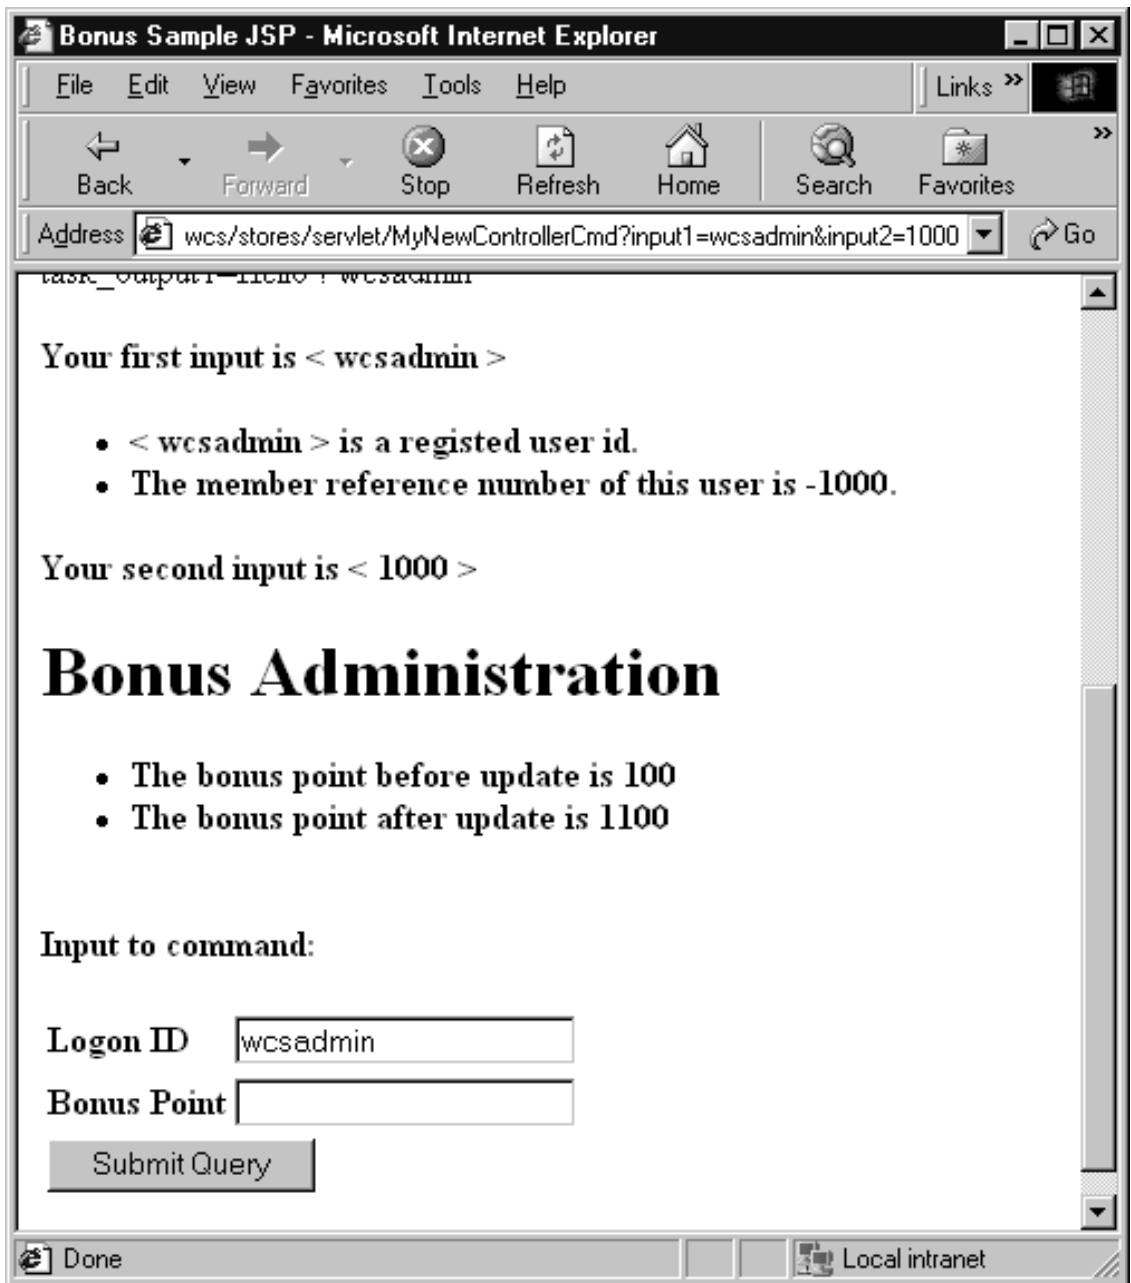 Bonus Sample JSP - Microsoft Internet Explorer
File Edit View Favorites Tools Help Links »
Back Forward Stop Refresh Home Search Favorites »
Address wcs/stores/servlet/MyNewControllerCmd?input1=wcsadmin&input2=1000 Go
task_output1=Hello ! wcsadmin
Your first input is < wcsadmin >
• < wcsadmin > is a registed user id.
• The member reference number of this user is -1000.
Your second input is < 1000 >
Bonus Administration
• The bonus point before update is 100
• The bonus point after update is 1100
Input to command:
Logon ID wcsadmin
Bonus Point
Submit Query
Done Local intranet